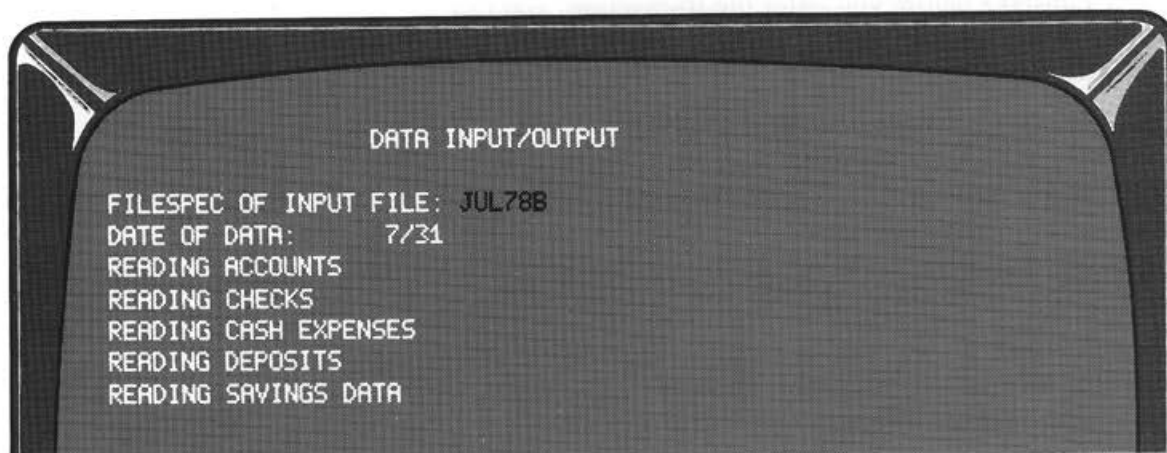 DATA INPUT/OUTPUT
FILESPEC OF INPUT FILE: JUL78B
DATE OF DATA: 7/31
READING ACCOUNTS
READING CHECKS
READING CASH EXPENSES
READING DEPOSITS
READING SAVINGS DATA